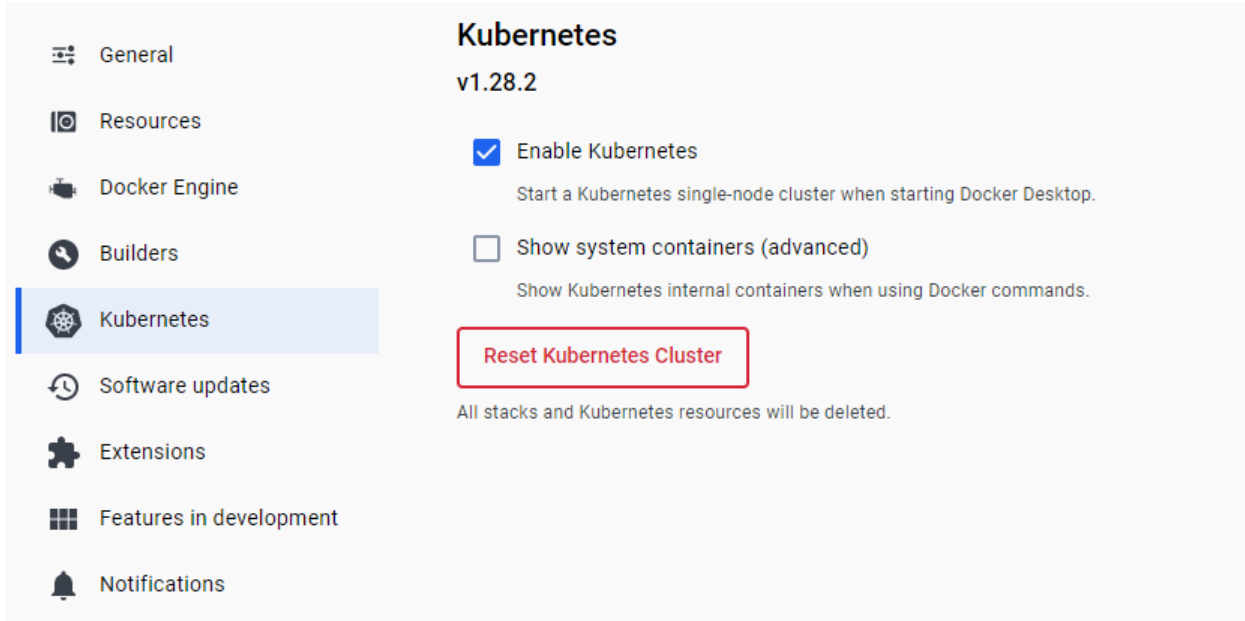 General
Resources
Docker Engine
Builders
Kubernetes
Software updates
Extensions
Features in development
Notifications
Kubernetes
v1.28.2
Enable Kubernetes
Start a Kubernetes single-node cluster when starting Docker Desktop.
Show system containers (advanced)
Show Kubernetes internal containers when using Docker commands.
Reset Kubernetes Cluster
All stacks and Kubernetes resources will be deleted.